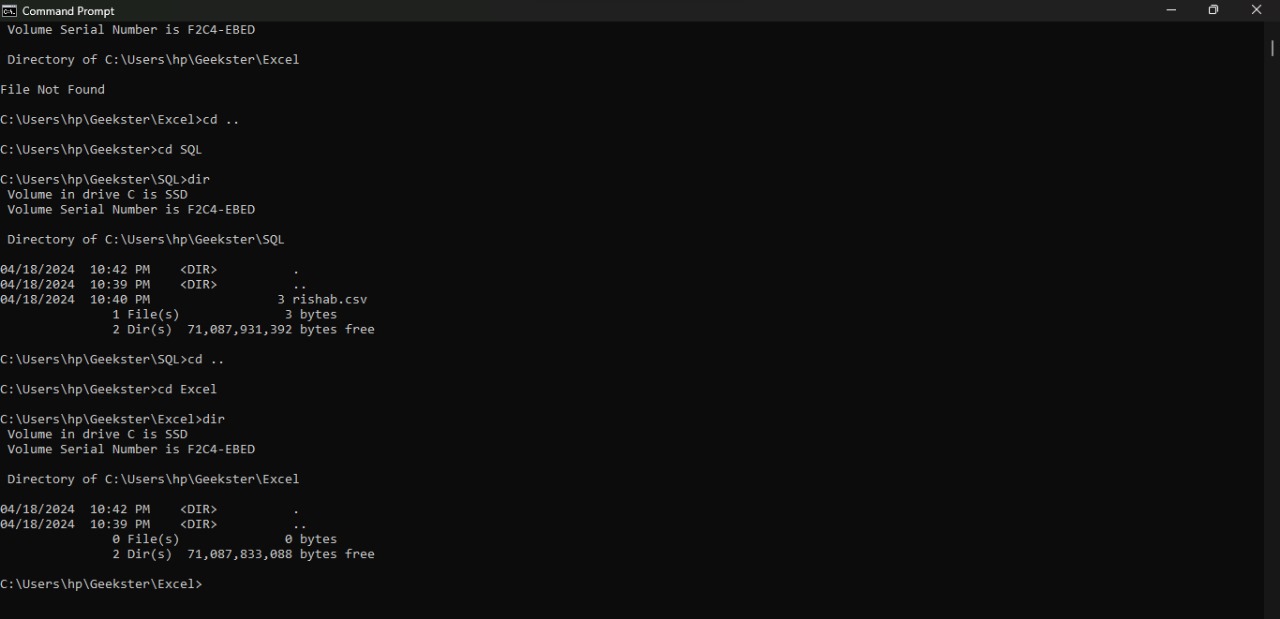 Command Prompt
Volume Serial Number is F2C4-EBED
Directory of C:\Users\hp\Geekster\Excel
File Not Found
C:\Users\hp\Geekster\Excel>cd ..
C:\Users\hp\Geekster>cd SQL
C:\Users\hp\Geekster\SQL>dir
Volume in drive C is SSD
Volume Serial Number is F2C4-EBED
Directory of C:\Users\hp\Geekster\SQL
04/18/2024  10:42 PM    <DIR>          .
04/18/2024  10:39 PM    <DIR>          ..
04/18/2024  10:40 PM                 3 rishab.csv
1 File(s)              3 bytes
2 Dir(s)  71,087,931,392 bytes free
C:\Users\hp\Geekster\SQL>cd ..
C:\Users\hp\Geekster>cd Excel
C:\Users\hp\Geekster\Excel>dir
Volume in drive C is SSD
Volume Serial Number is F2C4-EBED
Directory of C:\Users\hp\Geekster\Excel
04/18/2024  10:42 PM    <DIR>          .
04/18/2024  10:39 PM    <DIR>          ..
0 File(s)              0 bytes
2 Dir(s)  71,087,833,088 bytes free
C:\Users\hp\Geekster\Excel>